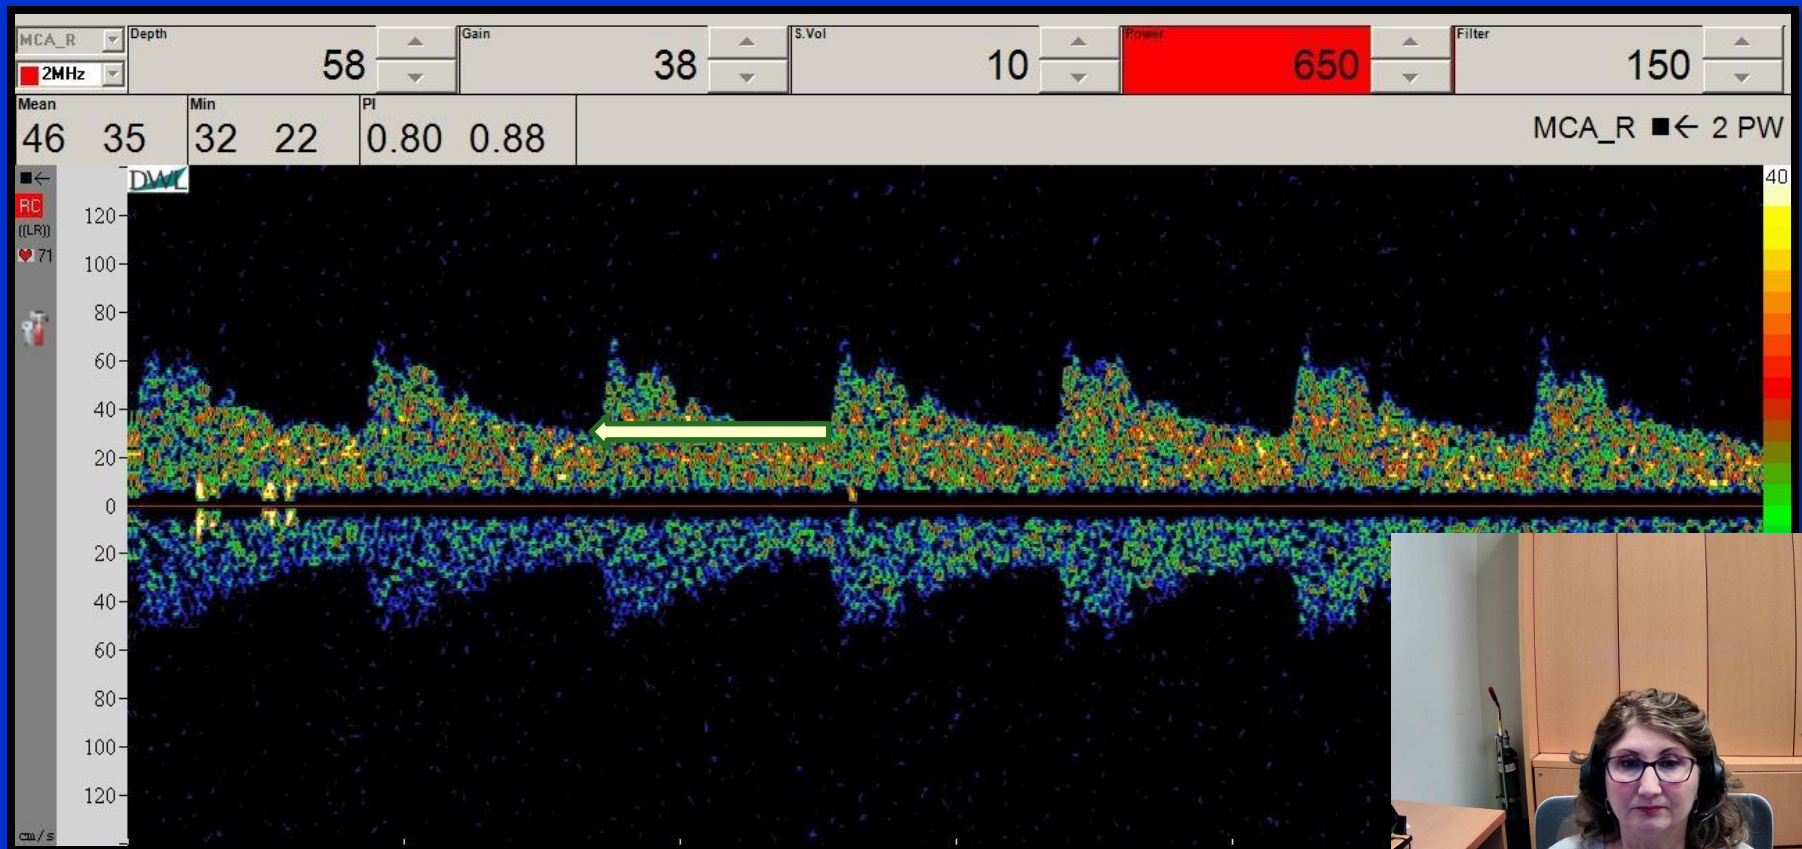 MCA_R Depth 58 Gain 38 S.Vol 10 Power 650 Filter 150
2MHz
Mean 46 35 Min 32 22 PI 0.80 0.88
MCA_R ■← 2 PW
■←
RC
((LR))
71
DWL
40
120
100
80
60
40
20
0
20
40
60
80
100
120
cm/s